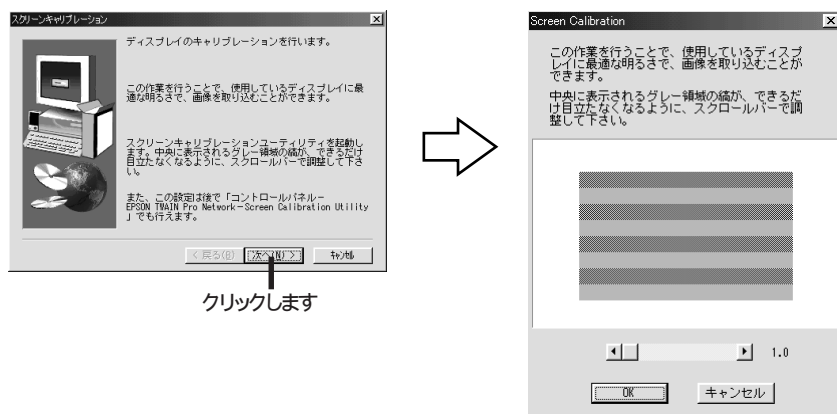 スクリーンキャリブレーション
ディスプレイのキャリブレーションを行います。
この作業を行うことで、使用しているディスプレイに最
適な明るさで、画像を取り込むことができます。
スクリーンキャリブレーションユーティリティを起動し
ます。中央に表示されるグレー領域の縞が、できるだけ
目立たなくなるように、スクロールバーで調整して下さ
い。
また、この設定は後で「コントロールパネル−
EPSON TWAIN Pro Network-Screen Calibration Utility
」でも行えます。
< 戻る(B)
次へ(N) >
キャンセル
クリックします
Screen Calibration
この作業を行うことで、使用しているディスプ
レイに最適な明るさで、画像を取り込むことが
できます。
中央に表示されるグレー領域の縞が、できるだ
け目立たなくなるように、スクロールバーで調
整して下さい。
1.0
OK
キャンセル